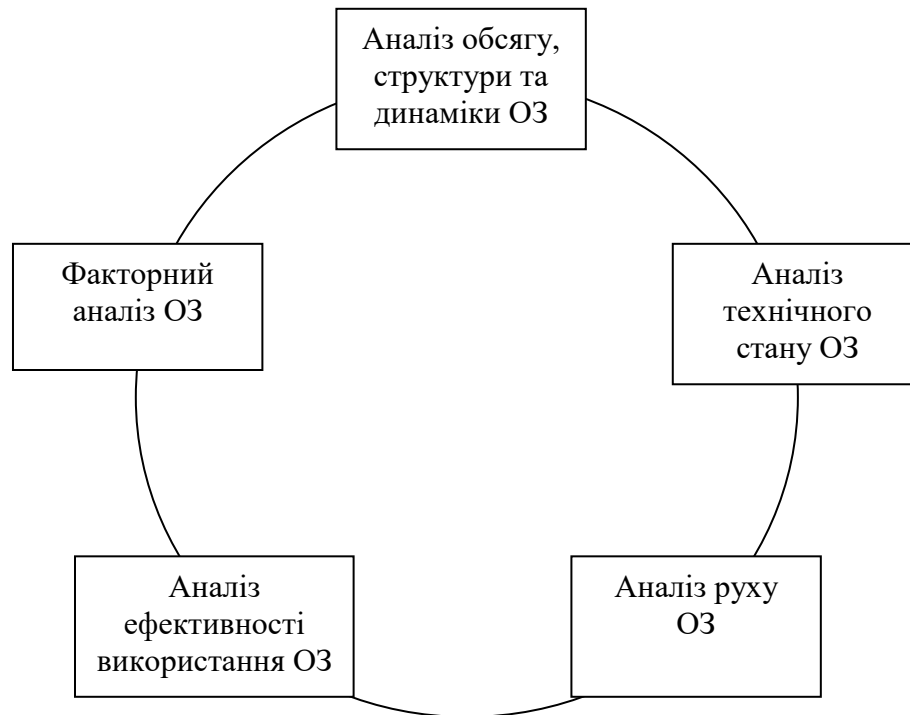 Аналіз обсягу,
структури та
динаміки ОЗ
Факторний
аналіз ОЗ
Аналіз
технічного
стану ОЗ
Аналіз
ефективності
використання ОЗ
Аналіз руху
ОЗ